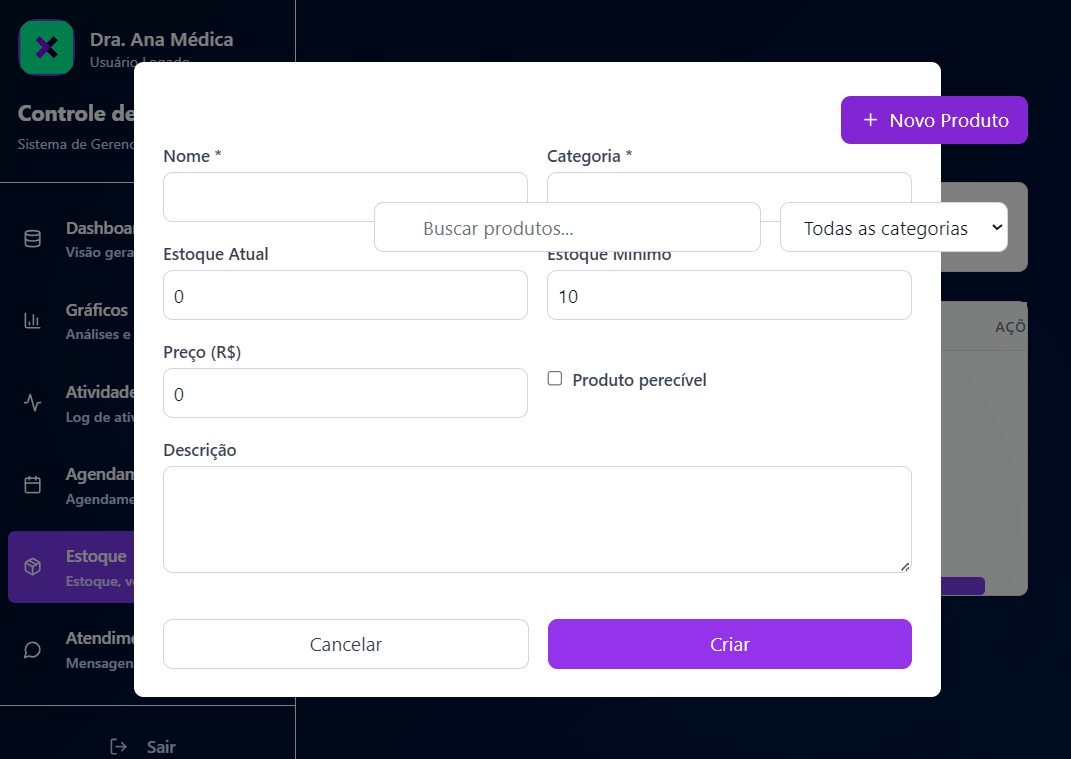 Dra. Ana Médica
Usuário Logado
Controle de
Sistema de Gerenc
+ Novo Produto
Nome *
Categoria *
Buscar produtos...
Todas as categorias
Dashboa
Visão gera
Estoque Atual
Estoque Mínimo
0
10
Gráficos
Análises e
AÇÕ
Preço (R$)
Produto perecível
0
Atividade
Log de ativ
Descrição
Agendam
Agendame
Estoque
Estoque, v
Atendime
Mensagen
Cancelar
Criar
Sair